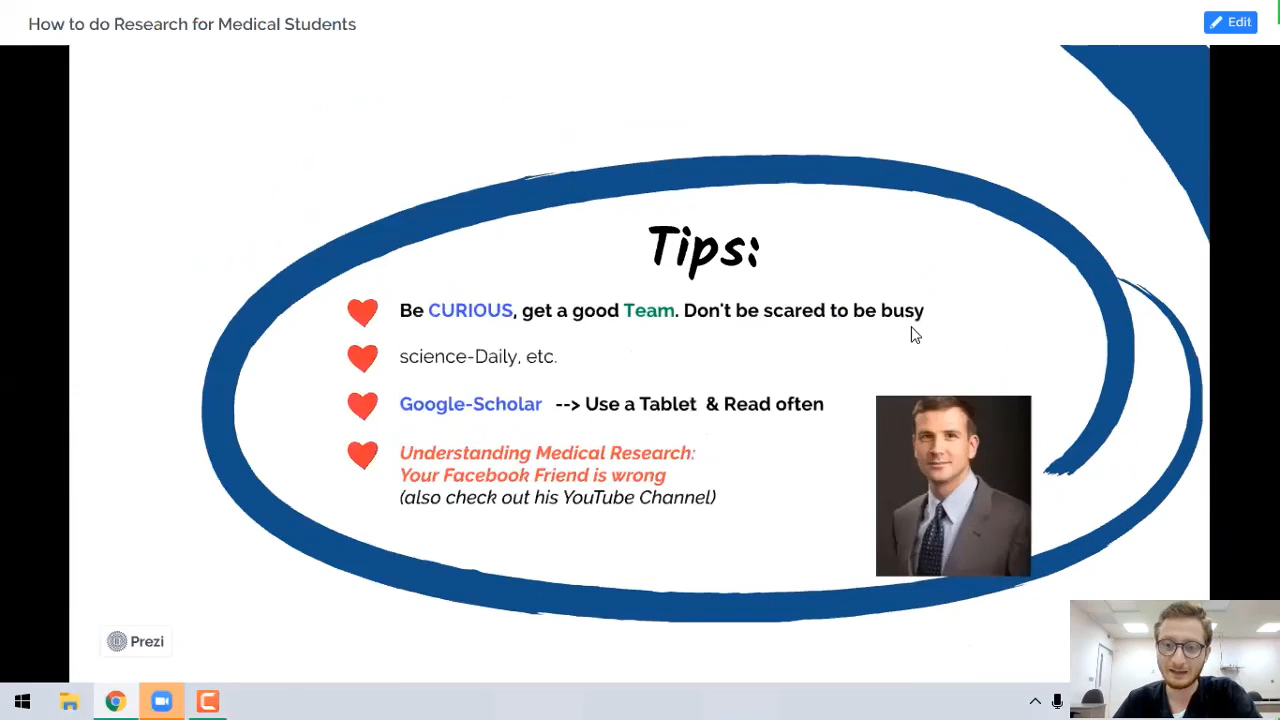 How to do Research for Medical Students
Edit
Tips:
Be CURIOUS, get a good Team. Don't be scared to be busy
science-Daily, etc.
Google-Scholar --> Use a Tablet & Read often
Understanding Medical Research:
Your Facebook Friend is wrong
(also check out his YouTube Channel)
Prezi